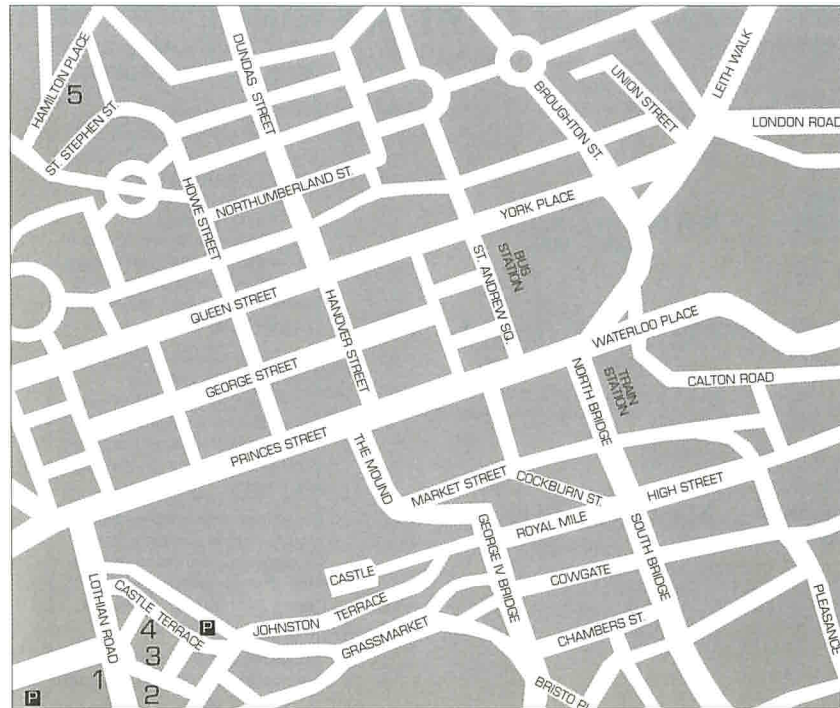 HAMILTON PLACE
5
ST. STEPHEN ST.
DUNDAS STREET
HOWE STREET
NORTHUMBERLAND ST.
BROUGHTON ST.
UNION STREET
LEITH WALK
LONDON ROAD
YORK PLACE
QUEEN STREET
HANOVER STREET
ST. ANDREW SQ.
BUS
STATION
GEORGE STREET
WATERLOO PLACE
PRINCES STREET
NORTH BRIDGE
TRAIN
STATION
CALTON ROAD
THE MOUND
MARKET STREET
COCKBURN ST.
HIGH STREET
ROYAL MILE
GEORGE IV BRIDGE
SOUTH BRIDGE
CASTLE
COWGATE
LOTHIAN ROAD
CASTLE TERRACE
P
JOHNSTON TERRACE
GRASSMARKET
CHAMBERS ST.
PLEASANCE
4
3
1
2
P
BRISTO PL